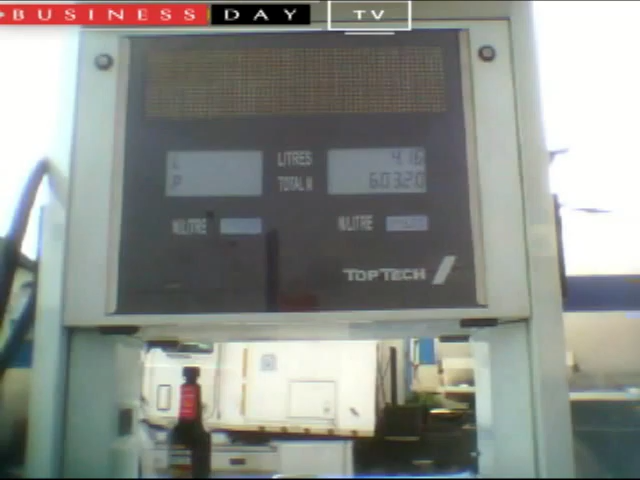 BUSINESS DAY TV
L
P
LITRES 4.16
TOTAL N 603.20
N/LITRE
N/LITRE
TOPTECH